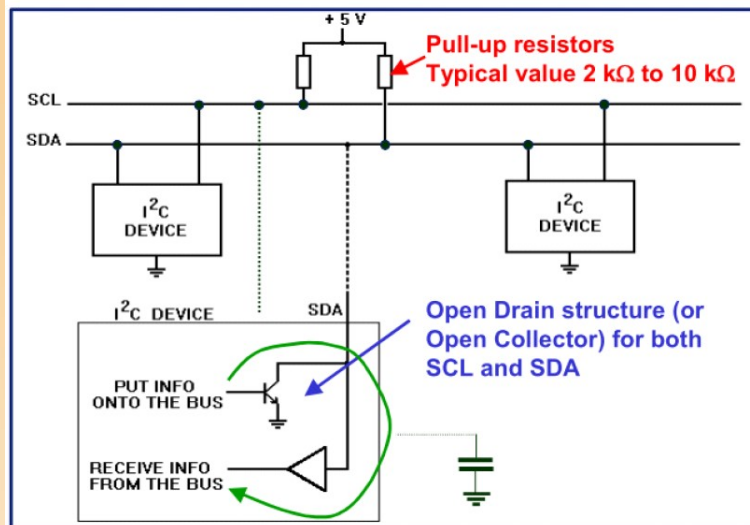 + 5 V
Pull-up resistors
Typical value 2 kΩ to 10 kΩ
SCL
SDA
I²C
DEVICE
I²C
DEVICE
I²C DEVICE
SDA
Open Drain structure (or
Open Collector) for both
SCL and SDA
PUT INFO
ONTO THE BUS
RECEIVE INFO
FROM THE BUS